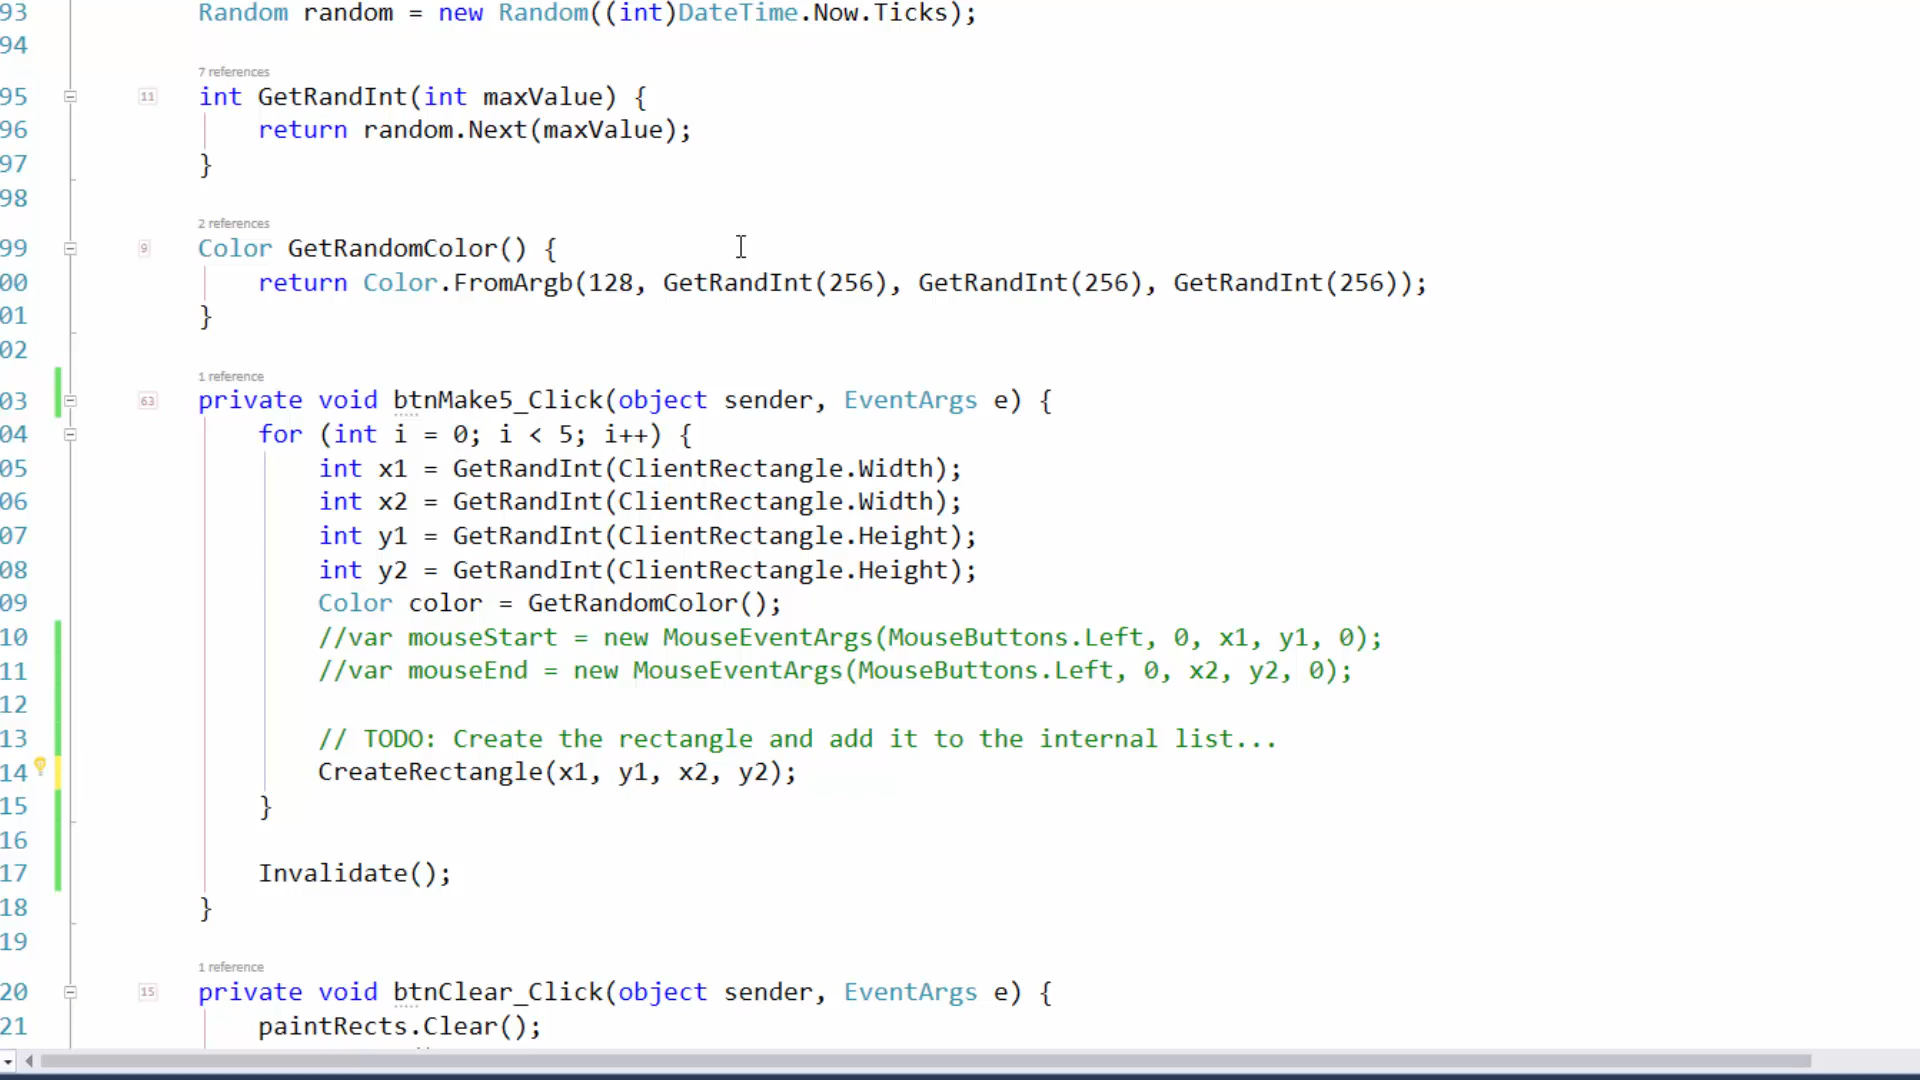 93 Random random = new Random((int)DateTime.Now.Ticks);
94
7 references
95 11 int GetRandInt(int maxValue) {
96 return random.Next(maxValue);
97 }
98
2 references
99 9 Color GetRandomColor() {
00 return Color.FromArgb(128, GetRandInt(256), GetRandInt(256), GetRandInt(256));
01 }
02
1 reference
03 63 private void btnMake5_Click(object sender, EventArgs e) {
04 for (int i = 0; i < 5; i++) {
05 int x1 = GetRandInt(ClientRectangle.Width);
06 int x2 = GetRandInt(ClientRectangle.Width);
07 int y1 = GetRandInt(ClientRectangle.Height);
08 int y2 = GetRandInt(ClientRectangle.Height);
09 Color color = GetRandomColor();
10 //var mouseStart = new MouseEventArgs(MouseButtons.Left, 0, x1, y1, 0);
11 //var mouseEnd = new MouseEventArgs(MouseButtons.Left, 0, x2, y2, 0);
12
13 // TODO: Create the rectangle and add it to the internal list...
14 CreateRectangle(x1, y1, x2, y2);
15 }
16
17 Invalidate();
18 }
19
1 reference
20 15 private void btnClear_Click(object sender, EventArgs e) {
21 paintRects.Clear();